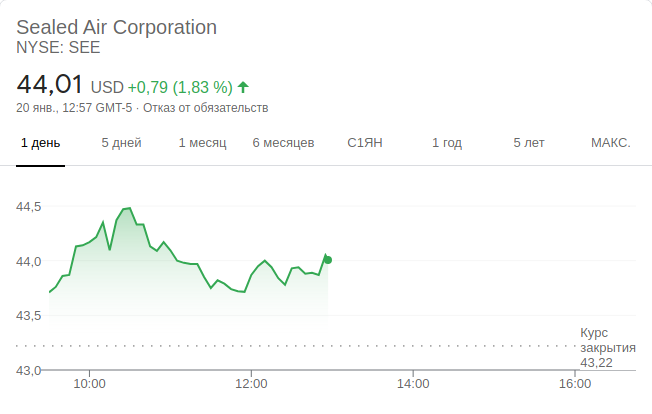 Sealed Air Corporation
NYSE: SEE
44,01 USD +0,79 (1,83 %)
20 янв., 12:57 GMT-5 · Отказ от обязательств
1 день 5 дней 1 месяц 6 месяцев С1ЯН 1 год 5 лет МАКС.
44,5
44,0
43,5
Курс
закрытия
43,22
43,0
10:00 12:00 14:00 16:00